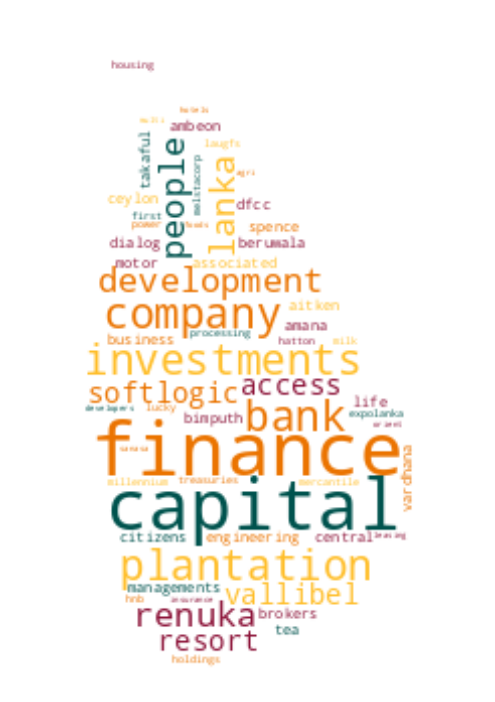 housing
hotels
multi
ambeon
takaful
people
laugfs
melstacorp
lanka
agri
ceylon
dfcc
first
power
foods
spence
dialog
beruwala
motor
associated
development
company
aitken
amana
business
processing
hatton
milk
investments
softlogic
access
life
developers
lucky
bimputh
bank
expolanka
orient
finance
sanasa
vardhana
millennium
treasuries
mercantile
capital
citizens
engineering
central
leasing
plantation
managements
vallibel
hnb
insurance
renuka
brokers
tea
resort
holdings